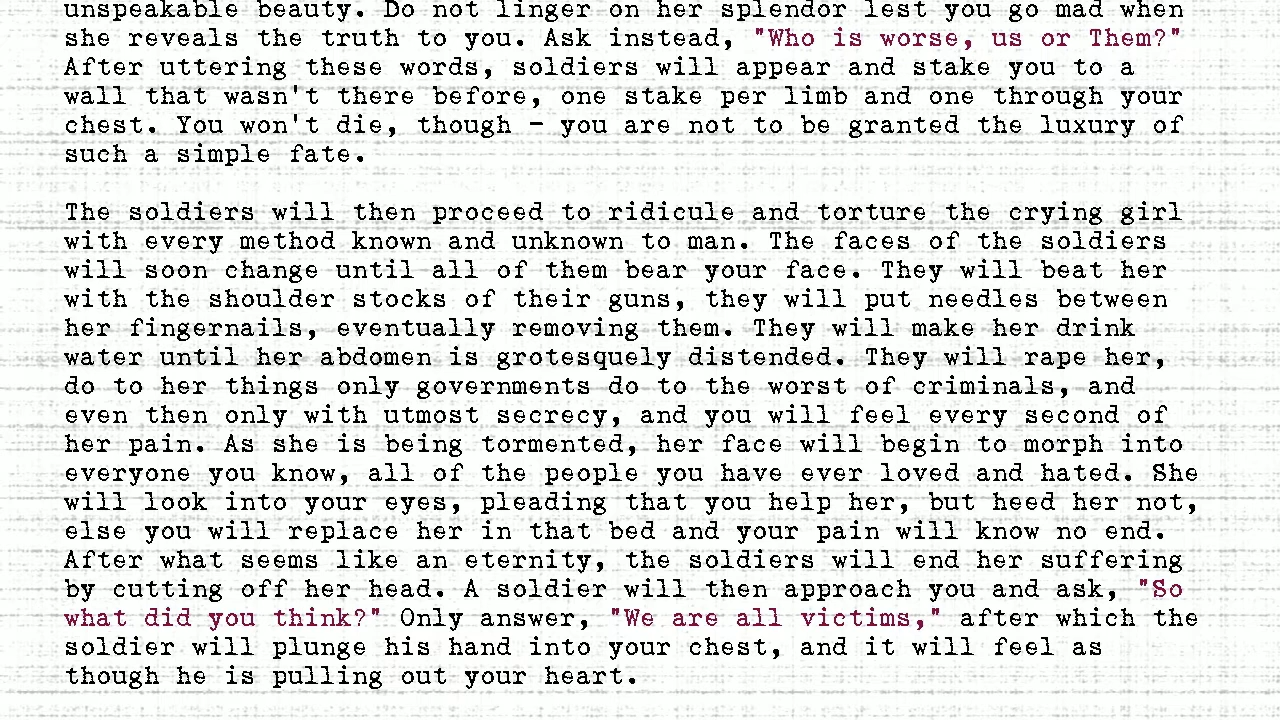 unspeakable beauty. Do not linger on her splendor lest you go mad when
she reveals the truth to you. Ask instead, "Who is worse, us or Them?"
After uttering these words, soldiers will appear and stake you to a
wall that wasn't there before, one stake per limb and one through your
chest. You won't die, though – you are not to be granted the luxury of
such a simple fate.
The soldiers will then proceed to ridicule and torture the crying girl
with every method known and unknown to man. The faces of the soldiers
will soon change until all of them bear your face. They will beat her
with the shoulder stocks of their guns, they will put needles between
her fingernails, eventually removing them. They will make her drink
water until her abdomen is grotesquely distended. They will rape her,
do to her things only governments do to the worst of criminals, and
even then only with utmost secrecy, and you will feel every second of
her pain. As she is being tormented, her face will begin to morph into
everyone you know, all of the people you have ever loved and hated. She
will look into your eyes, pleading that you help her, but heed her not,
else you will replace her in that bed and your pain will know no end.
After what seems like an eternity, the soldiers will end her suffering
by cutting off her head. A soldier will then approach you and ask, "So
what did you think?" Only answer, "We are all victims," after which the
soldier will plunge his hand into your chest, and it will feel as
though he is pulling out your heart.